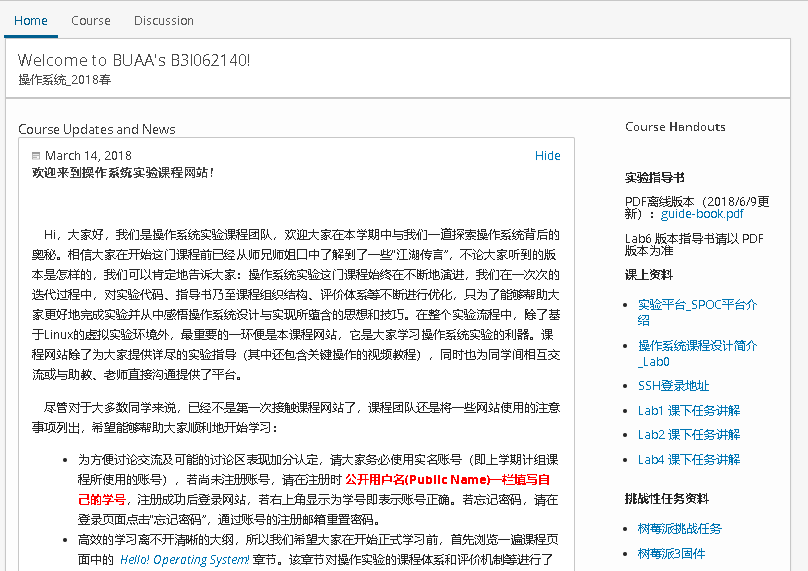 Home Course Discussion
Welcome to BUAA's B3I062140!
操作系统_2018春
Course Updates and News
March 14, 2018 Hide
欢迎来到操作系统实验课程网站!
Hi，大家好，我们是操作系统实验课程团队，欢迎大家在本学期中与我们一道探索操作系统背后的
奥秘。相信大家在开始这门课程前已经从师兄师姐口中了解到了一些“江湖传言”，不论大家听到的版
本是怎样的，我们可以肯定地告诉大家：操作系统实验这门课程始终在不断地演进，我们在一次次的
迭代过程中，对实验代码、指导书乃至课程组织结构、评价体系等不断进行优化，只为了能够帮助大
家更好地完成实验并从中感悟操作系统设计与实现所蕴含的思想和技巧。在整个实验流程中，除了基
于Linux的虚拟实验环境外，最重要的一环便是本课程网站，它是大家学习操作系统实验的利器。课
程网站除了为大家提供详尽的实验指导（其中还包含关键操作的视频教程），同时也为同学间相互交
流或与助教、老师直接沟通提供了平台。
尽管对于大多数同学来说，已经不是第一次接触课程网站了，课程团队还是将一些网站使用的注意
事项列出，希望能够帮助大家顺利地开始学习：
• 为方便讨论交流及可能的讨论区表现加分认定，请大家务必使用实名账号（即上学期计组课
程所使用的账号），若尚未注册账号，请在注册时 公开用户名(Public Name)一栏填写自
己的学号，注册成功后登录网站，若右上角显示为学号即表示账号正确。若忘记密码，请在
登录页面点击“忘记密码”，通过账号的注册邮箱重置密码。
• 高效的学习离不开清晰的大纲，所以我们希望大家在开始正式学习前，首先浏览一遍课程页
面中的 Hello! Operating System! 章节。该章节对操作实验的课程体系和评价机制等进行了
Course Handouts
实验指导书
PDF离线版本（2018/6/9更
新）：guide-book.pdf
Lab6 版本指导书请以 PDF
版本为准
课上资料
• 实验平台_SPOC平台介
绍
• 操作系统课程设计简介
_Lab0
• SSH登录地址
• Lab1 课下任务讲解
• Lab2 课下任务讲解
• Lab4 课下任务讲解
挑战性任务资料
• 树莓派挑战任务
• 树莓派3固件